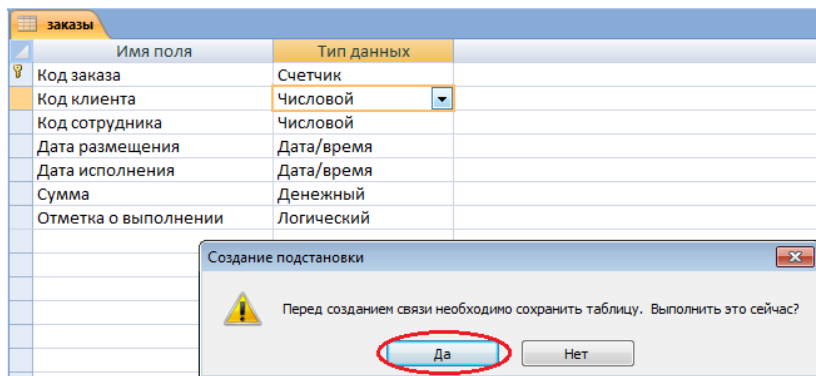 заказы
Имя поля Тип данных
Код заказа Счетчик
Код клиента Числовой
Код сотрудника Числовой
Дата размещения Дата/время
Дата исполнения Дата/время
Сумма Денежный
Отметка о выполнении Логический
Создание подстановки
Перед созданием связи необходимо сохранить таблицу. Выполнить это сейчас?
Да Нет